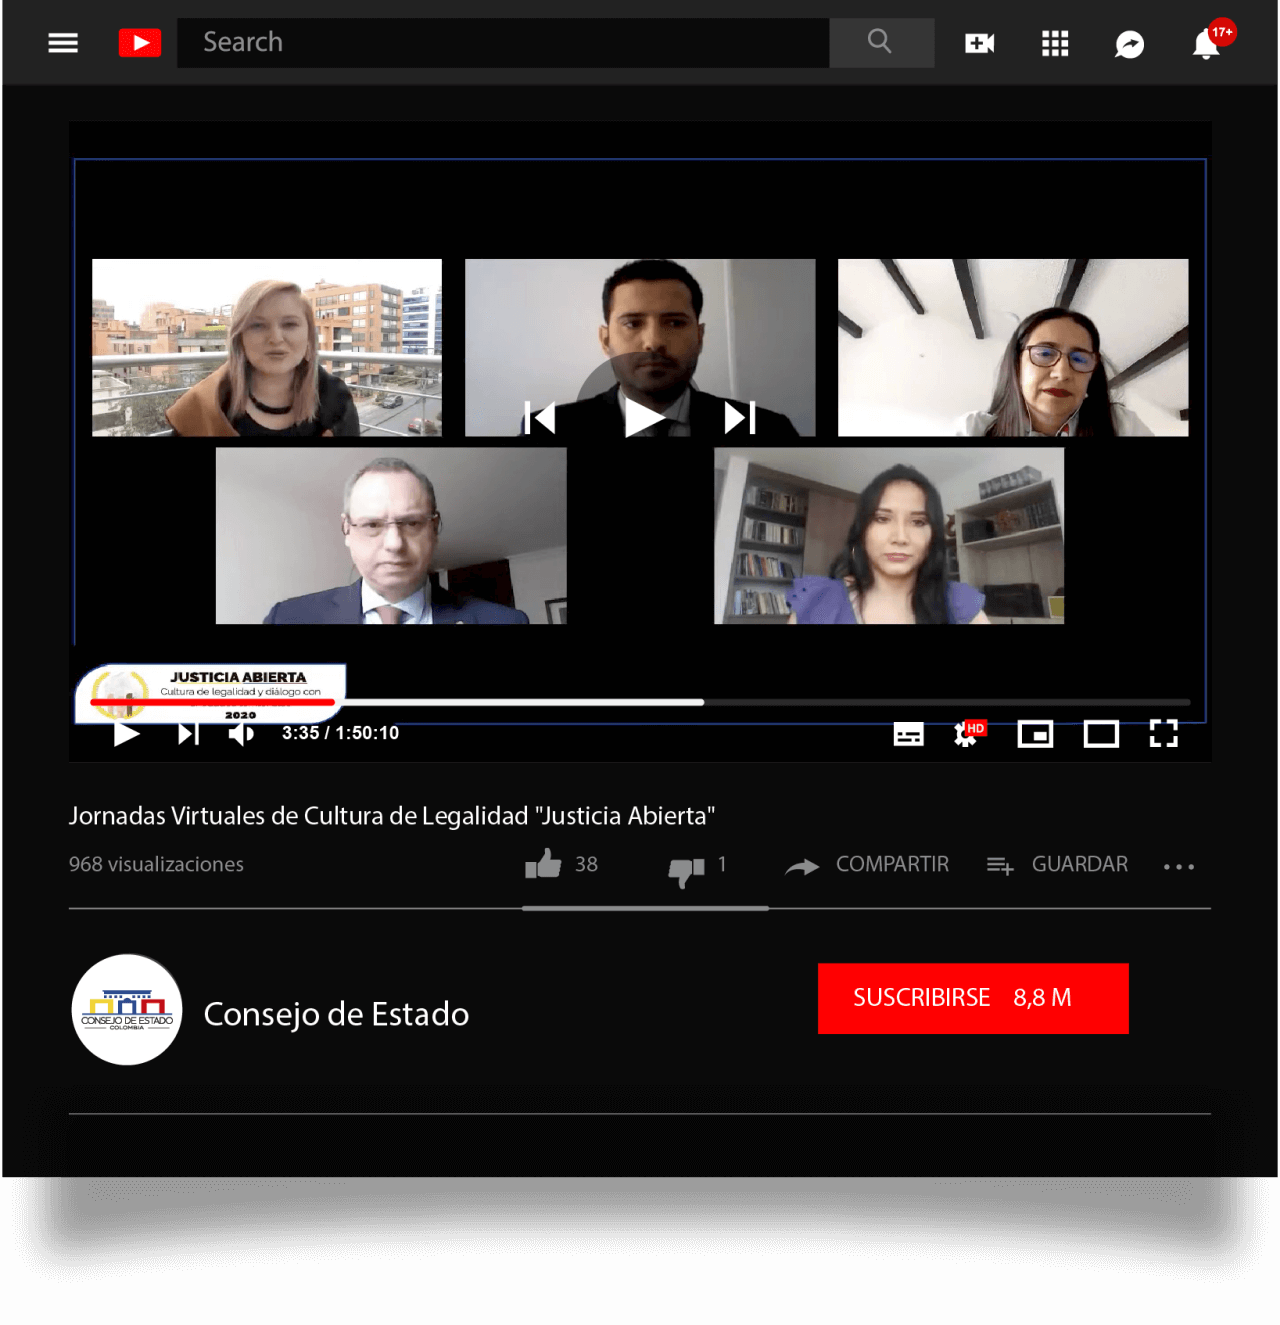 Search
17+
JUSTICIA ABIERTA
Cultura de legalidad y diálogo con
2020
3:35 / 1:50:10
HD
Jornadas Virtuales de Cultura de Legalidad "Justicia Abierta"
968 visualizaciones
38
1
COMPARTIR
GUARDAR
CONSEJO DE ESTADO
COLOMBIA
Consejo de Estado
SUSCRIBIRSE 8,8 M